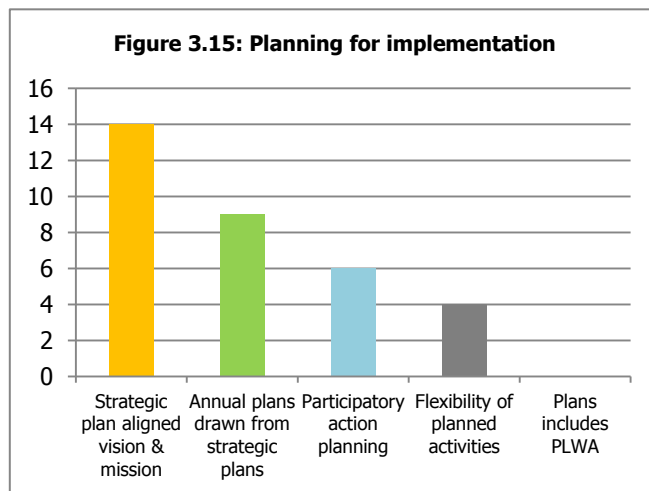 Figure 3.15: Planning for implementation
16
14
12
10
8
6
4
2
0
Strategic
plan aligned
vision &
mission
Annual plans
drawn from
strategic
plans
Participatory
action
planning
Flexibility of
planned
activities
Plans
includes
PLWA